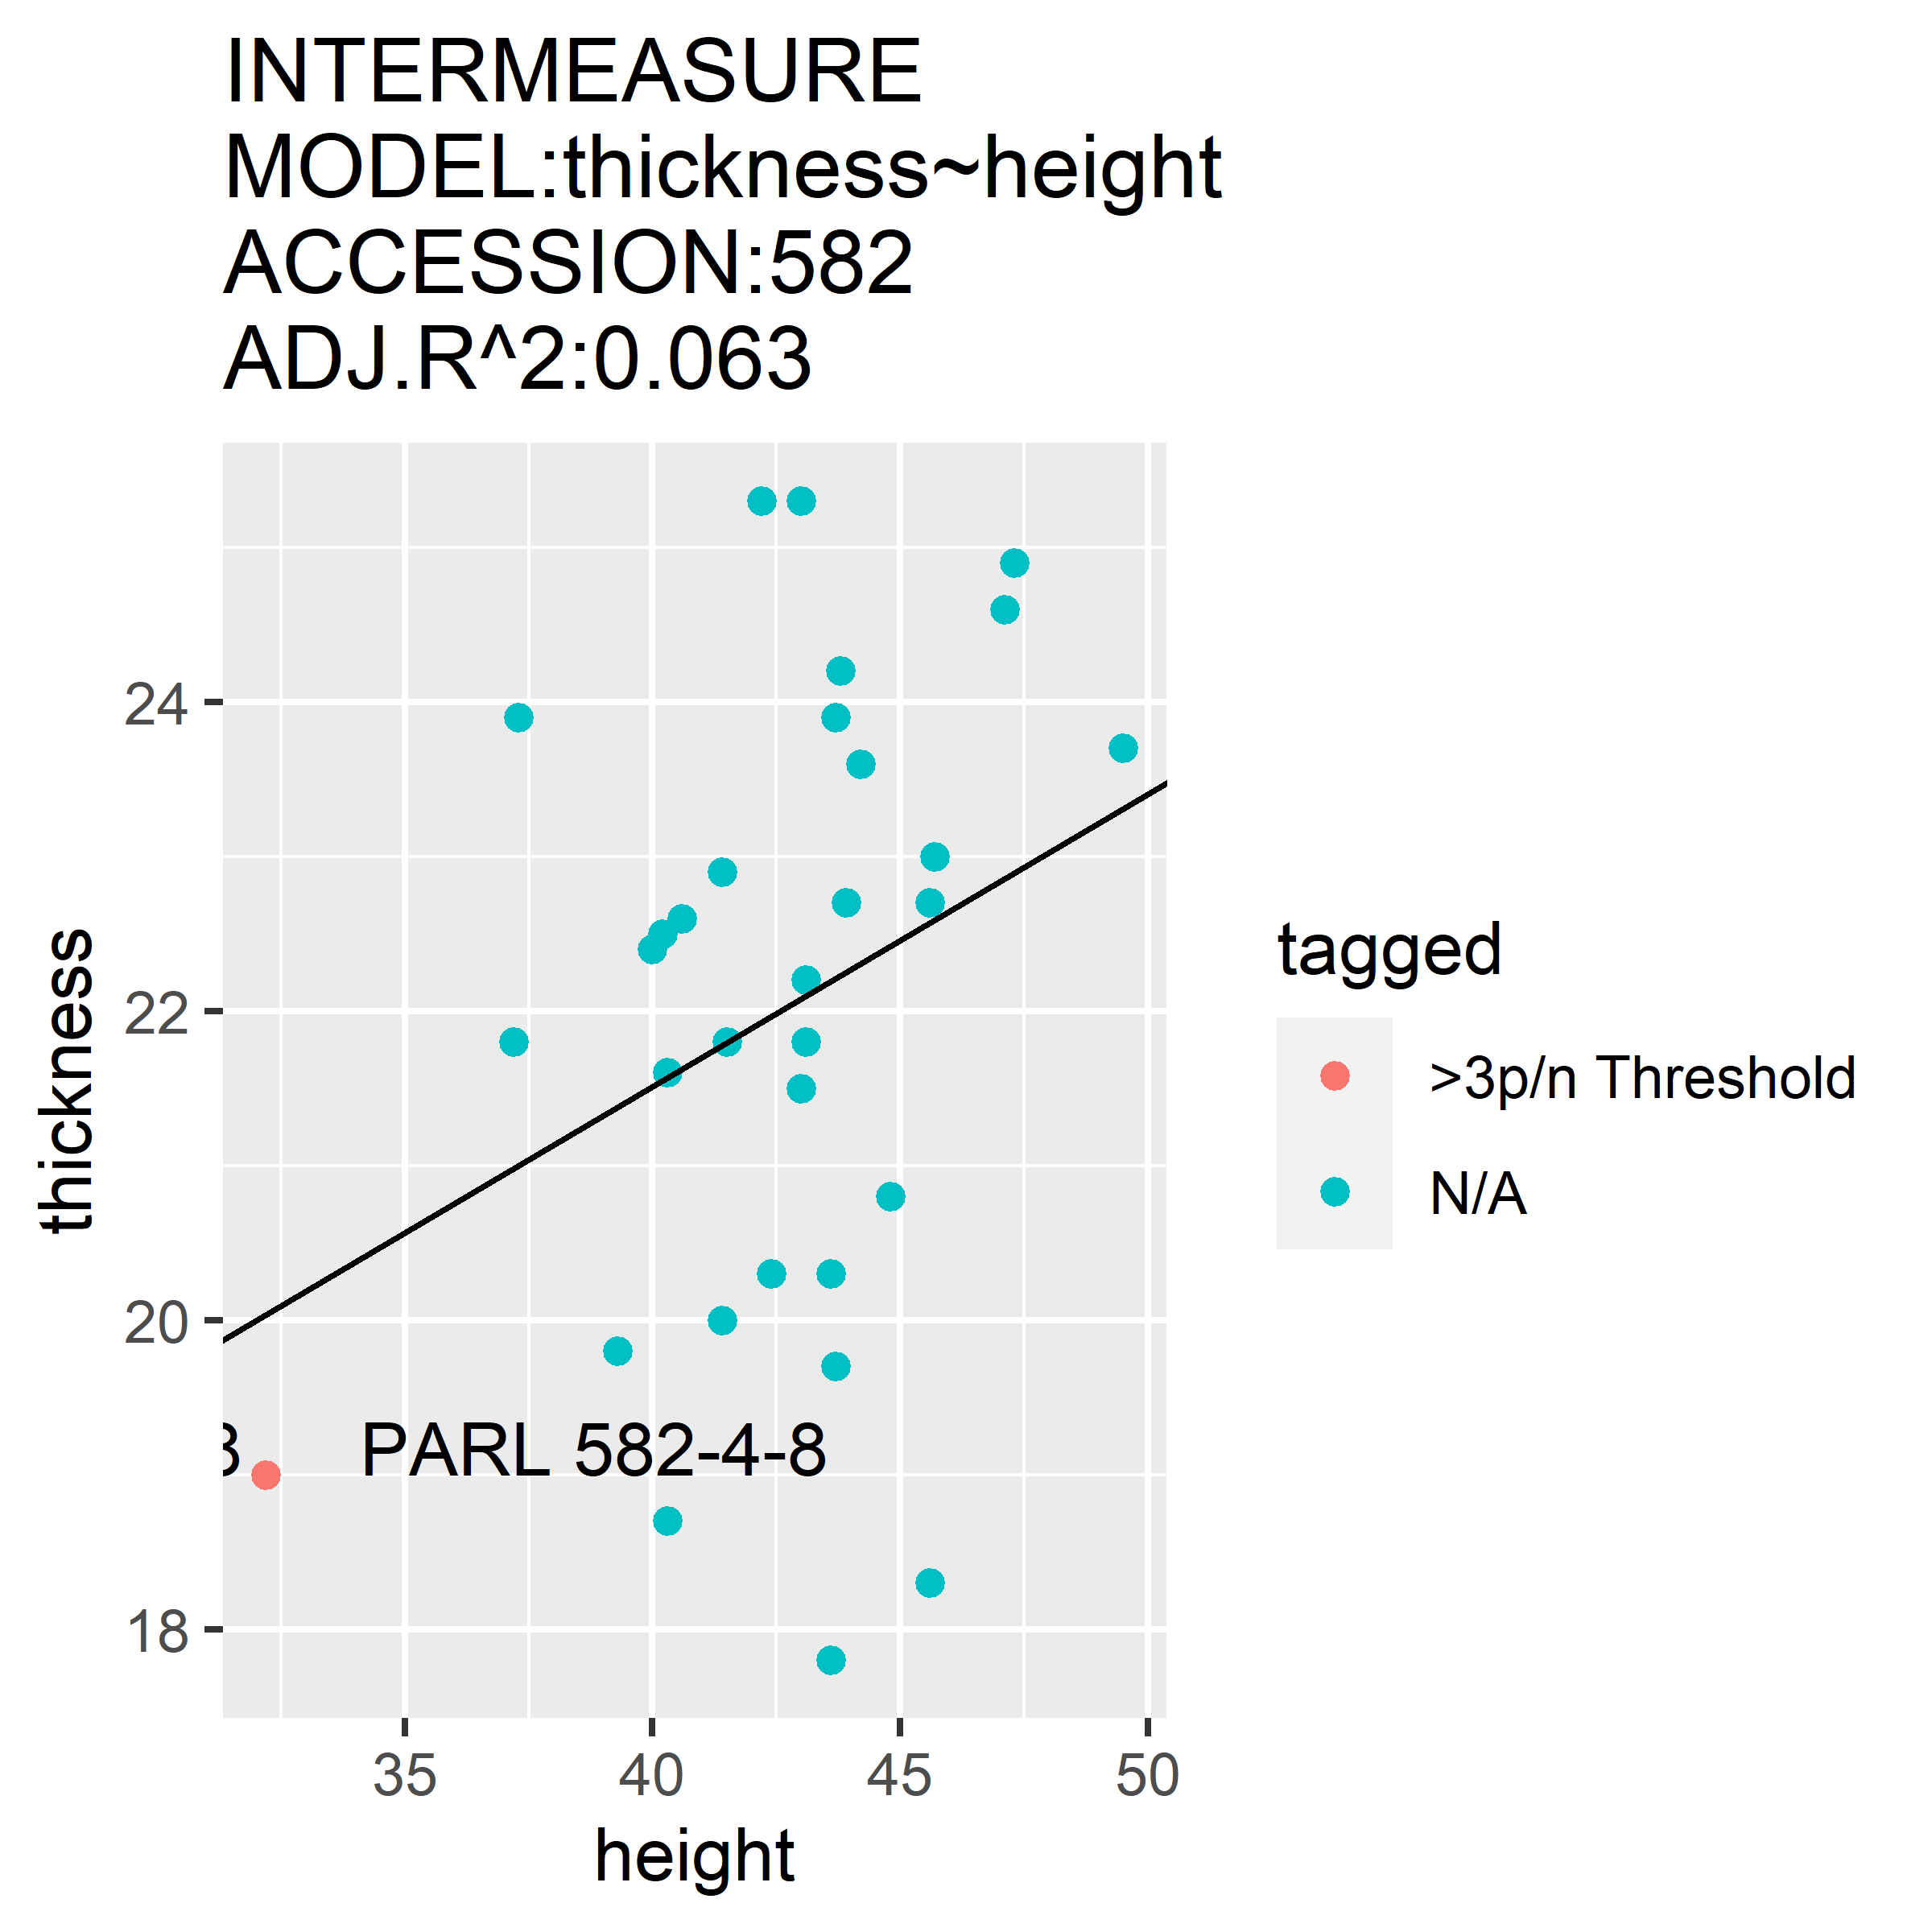 INTERMEASURE
MODEL:thickness~height
ACCESSION:582
ADJ.R^2:0.063
24
22
20
18
thickness
PARL 582-4-8
35 40 45 50
height
tagged
>3p/n Threshold
N/A